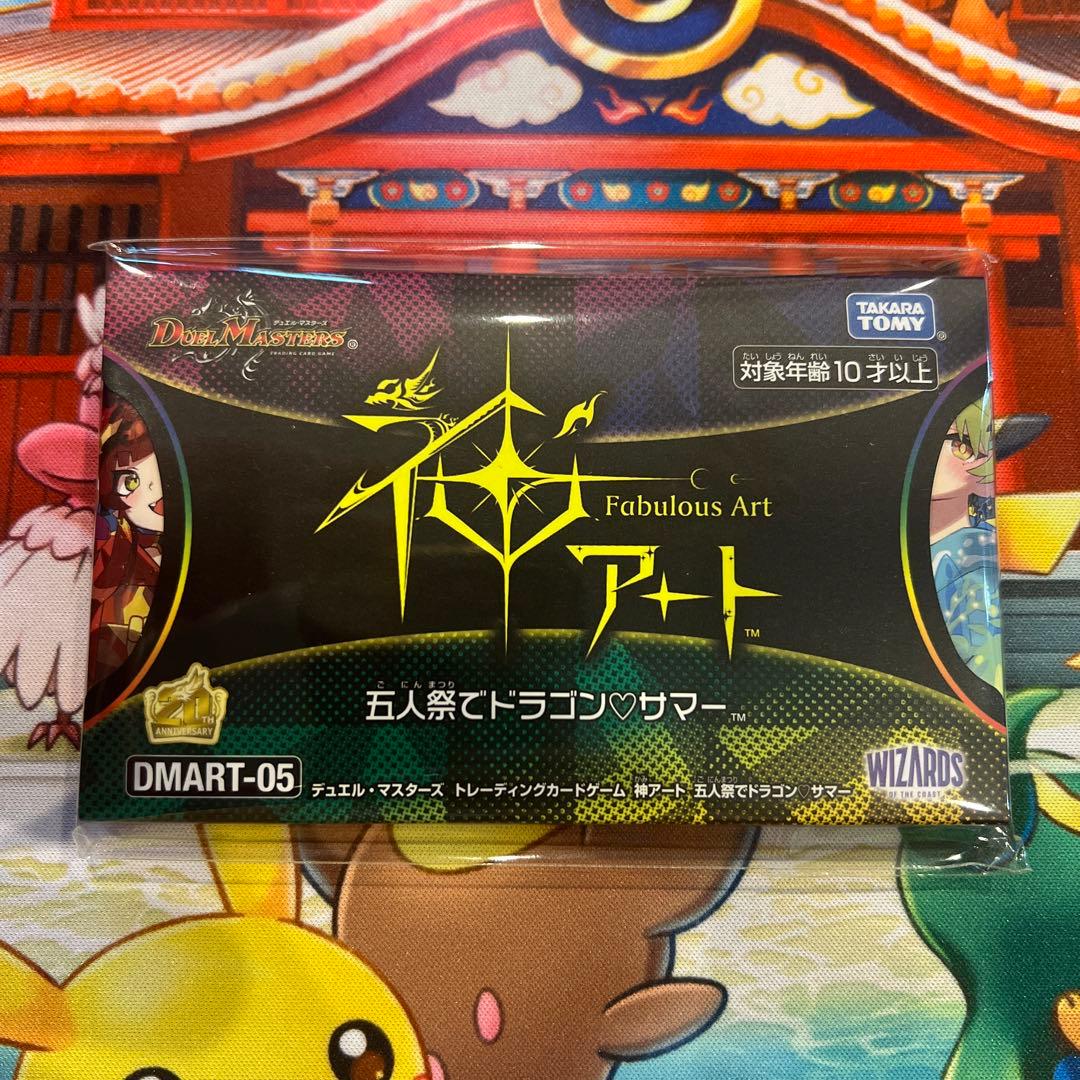 デュエル・マスターズ
DUEL MASTERS
TRADING CARD GAME
TAKARA
TOMY
たいしょうねんれい さいいじょう
対象年齢10才以上
神
Fabulous Art
アート™
ごにんまつり
五人祭でドラゴン♡サマー™
20TH
ANNIVERSARY
DMART-05
かみ ごにんまつり
デュエル・マスターズ トレーディングカードゲーム 神アート 五人祭でドラゴン♡サマー
WIZARDS
OF THE COAST